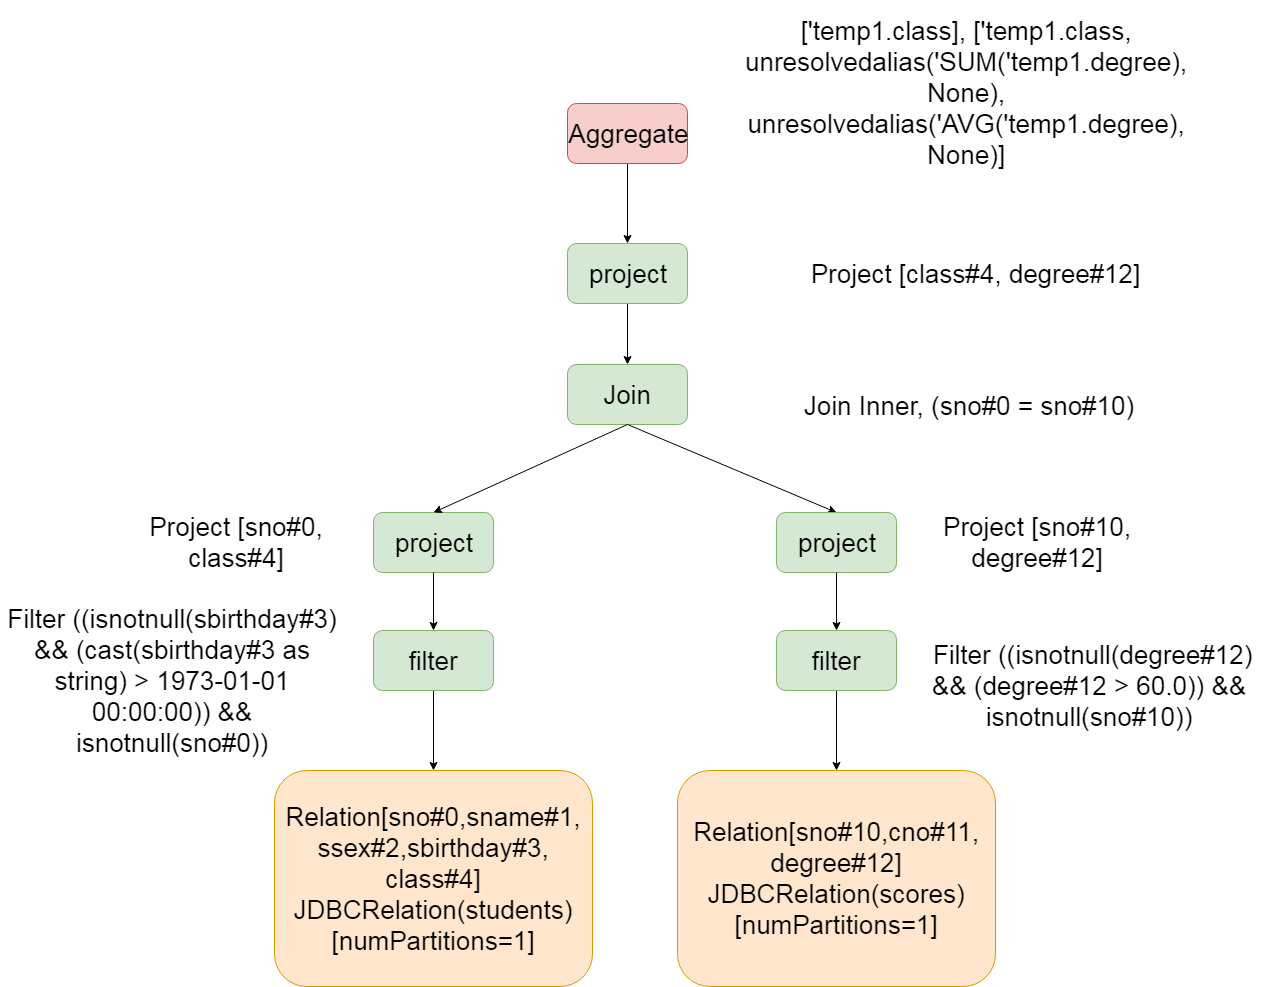 ['temp1.class], ['temp1.class,
unresolvedalias('SUM('temp1.degree),
None),
unresolvedalias('AVG('temp1.degree),
None)]
Aggregate
project
Project [class#4, degree#12]
Join
Join Inner, (sno#0 = sno#10)
Project [sno#0,
class#4]
project
project
Project [sno#10,
degree#12]
Filter ((isnotnull(sbirthday#3)
&& (cast(sbirthday#3 as
string) > 1973-01-01
00:00:00)) &&
isnotnull(sno#0))
filter
filter
Filter ((isnotnull(degree#12)
&& (degree#12 > 60.0)) &&
isnotnull(sno#10))
Relation[sno#0,sname#1,
ssex#2,sbirthday#3,
class#4]
JDBCRelation(students)
[numPartitions=1]
Relation[sno#10,cno#11,
degree#12]
JDBCRelation(scores)
[numPartitions=1]